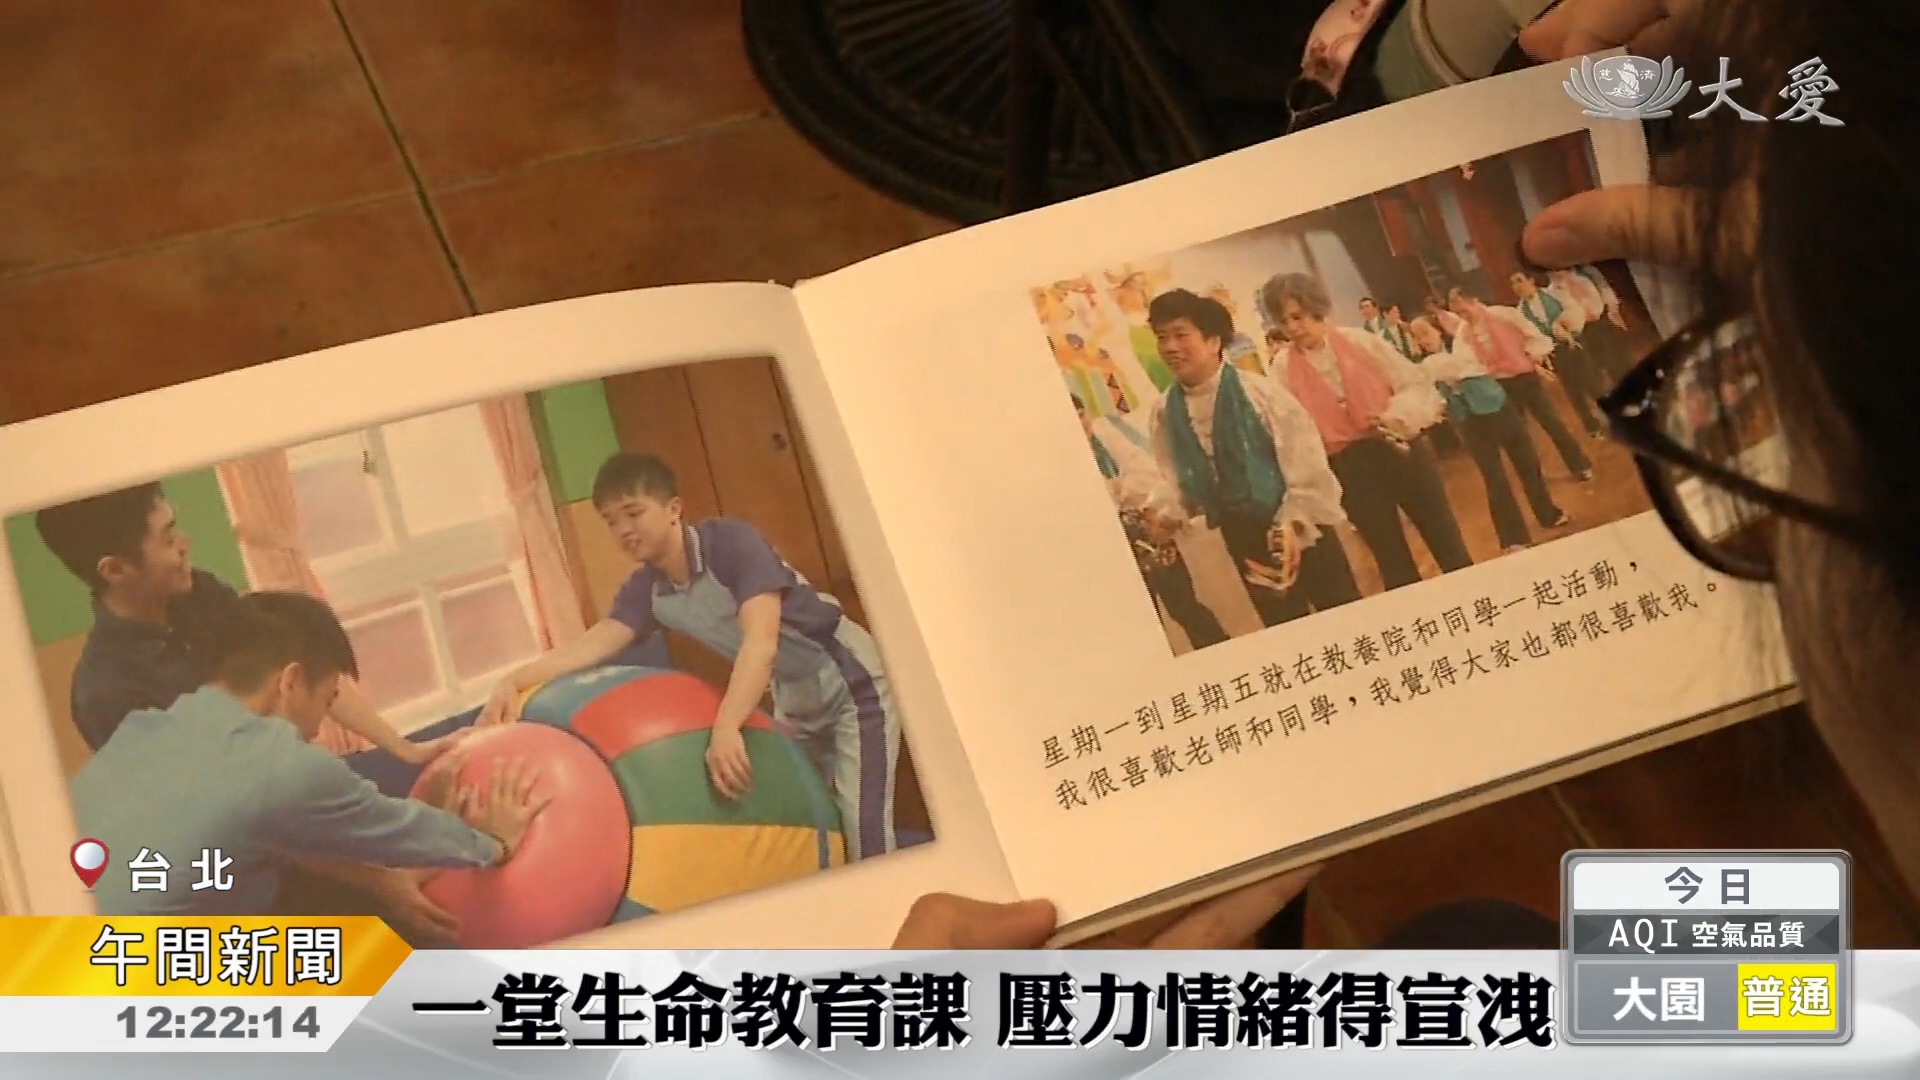 慈濟
大愛
星期一到星期五就在教養院和同學一起活動，
我很喜歡老師和同學，我覺得大家也都很喜歡我。
台北
午間新聞
12:22:14
一堂生命教育課 壓力情緒得宣洩
今日
AQI 空氣品質
大園 普通